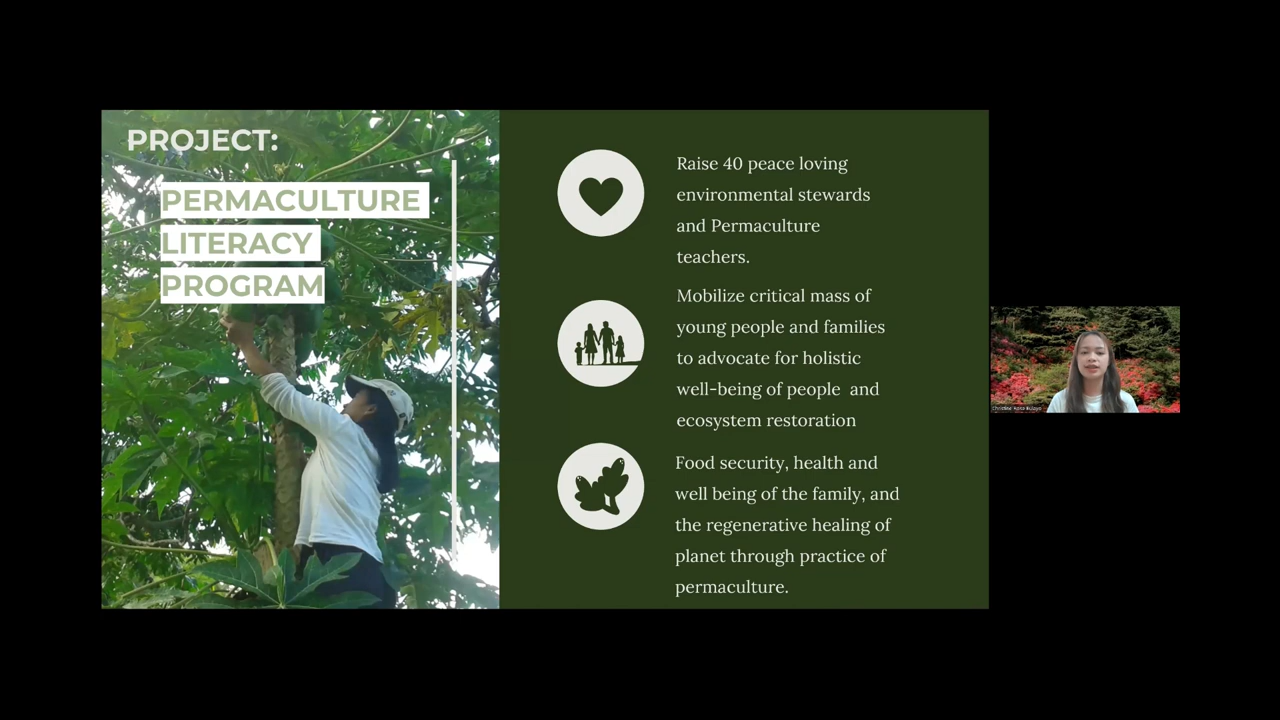 PROJECT:
PERMACULTURE
LITERACY
PROGRAM
Raise 40 peace loving
environmental stewards
and Permaculture
teachers.
Mobilize critical mass of
young people and families
to advocate for holistic
well-being of people and
ecosystem restoration
Food security, health and
well being of the family, and
the regenerative healing of
planet through practice of
permaculture.
Christine